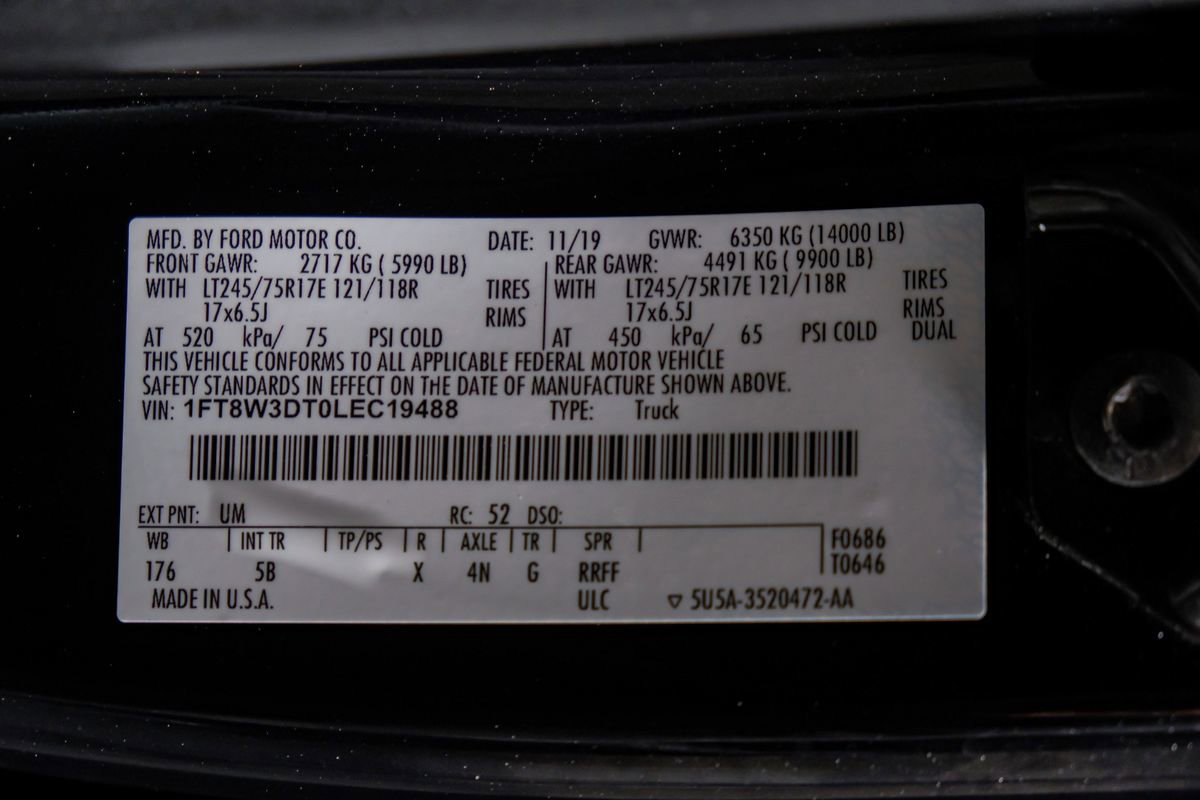 MFD. BY FORD MOTOR CO. DATE: 11/19 GVWR: 6350 KG (14000 LB)
FRONT GAWR: 2717 KG ( 5990 LB) REAR GAWR: 4491 KG ( 9900 LB)
WITH LT245/75R17E 121/118R TIRES WITH LT245/75R17E 121/118R TIRES
17x6.5J RIMS 17x6.5J RIMS
AT 520 kPa/ 75 PSI COLD AT 450 kPa/ 65 PSI COLD DUAL
THIS VEHICLE CONFORMS TO ALL APPLICABLE FEDERAL MOTOR VEHICLE
SAFETY STANDARDS IN EFFECT ON THE DATE OF MANUFACTURE SHOWN ABOVE.
VIN: 1FT8W3DT0LEC19488 TYPE: Truck
EXT PNT: UM RC: 52 DSO:
WB INT TR TP/PS R AXLE TR SPR F0686
176 5B X 4N G RRFF T0646
MADE IN U.S.A. ULC ▽ 5U5A-3520472-AA